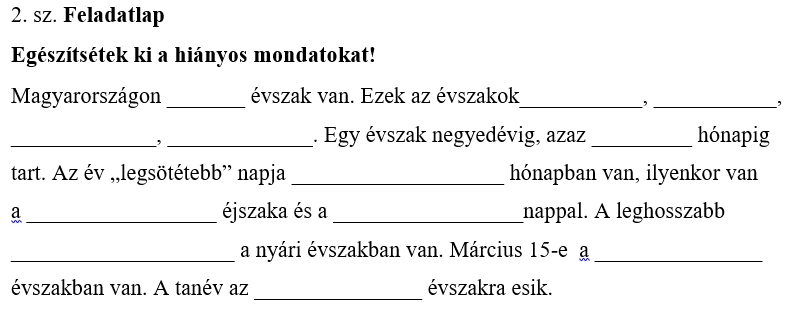 2. sz. Feladatlap
Egészítsétek ki a hiányos mondatokat!
Magyarországon _______ évszak van. Ezek az évszakok___________, ___________,
_____________, _____________. Egy évszak negyedévig, azaz _________ hónapig
tart. Az év „legsötétebb” napja ___________________ hónapban van, ilyenkor van
a _________________ éjszaka és a _________________nappal. A leghosszabb
____________________ a nyári évszakban van. Március 15-e a _______________
évszakban van. A tanév az _______________ évszakra esik.